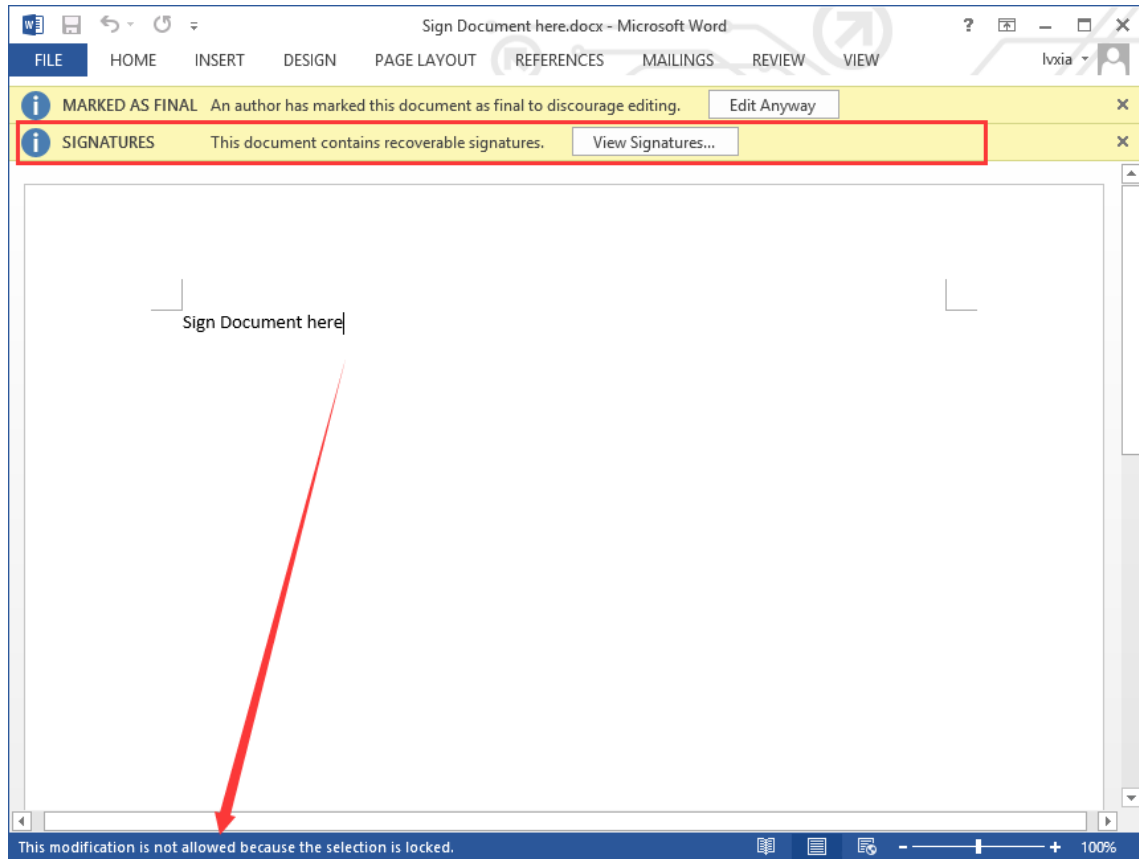 Sign Document here.docx - Microsoft Word ?
FILE HOME INSERT DESIGN PAGE LAYOUT REFERENCES MAILINGS REVIEW VIEW lvxia
MARKED AS FINAL An author has marked this document as final to discourage editing. Edit Anyway
SIGNATURES This document contains recoverable signatures. View Signatures...
Sign Document here
This modification is not allowed because the selection is locked. 100%